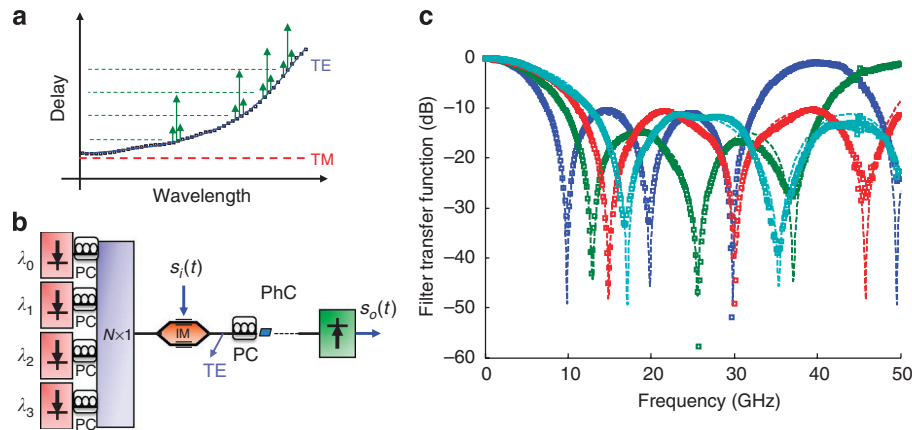 a
Delay
TE
TM
Wavelength
b
λ0
PC
λ1
PC
λ2
PC
λ3
PC
N×1
si(t)
IM
TE
PC
PhC
so(t)
c
Filter transfer function (dB)
0
−10
−20
−30
−40
−50
−60
0
10
20
30
40
50
Frequency (GHz)